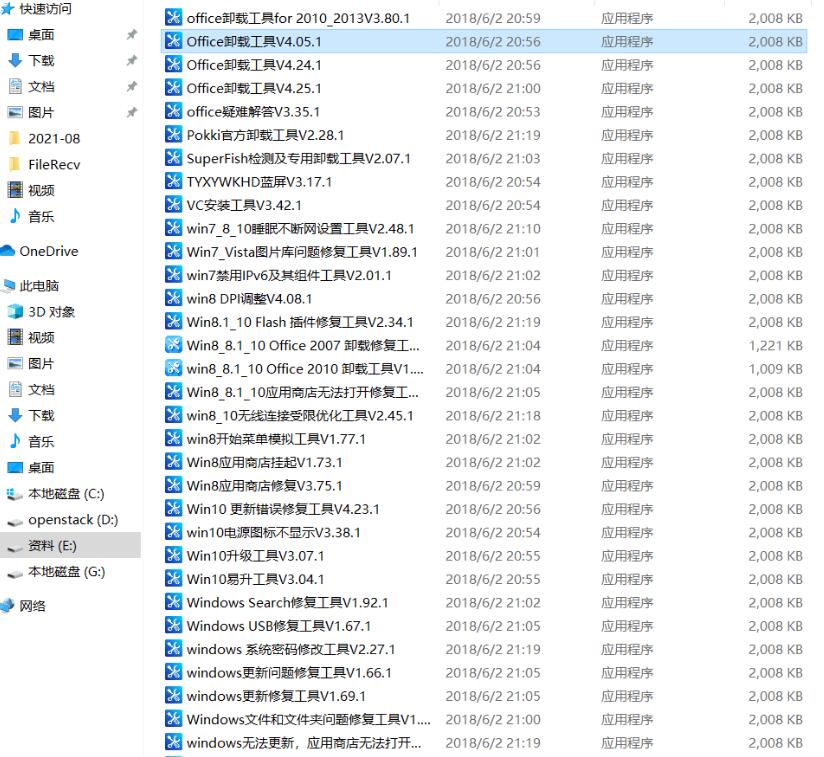 快速访问
桌面
下载
文档
图片
2021-08
FileRecv
视频
音乐
OneDrive
此电脑
3D 对象
视频
图片
文档
下载
音乐
桌面
本地磁盘 (C:)
openstack (D:)
资料 (E:)
本地磁盘 (G:)
网络
office卸载工具for 2010_2013V3.80.1 2018/6/2 20:59 应用程序 2,008 KB
Office卸载工具V4.05.1 2018/6/2 20:56 应用程序 2,008 KB
Office卸载工具V4.24.1 2018/6/2 20:56 应用程序 2,008 KB
Office卸载工具V4.25.1 2018/6/2 21:00 应用程序 2,008 KB
office疑难解答V3.35.1 2018/6/2 20:53 应用程序 2,008 KB
Pokki官方卸载工具V2.28.1 2018/6/2 21:19 应用程序 2,008 KB
SuperFish检测及专用卸载工具V2.07.1 2018/6/2 21:03 应用程序 2,008 KB
TYXYWKHD蓝屏V3.17.1 2018/6/2 20:54 应用程序 2,008 KB
VC安装工具V3.42.1 2018/6/2 20:54 应用程序 2,008 KB
win7_8_10睡眠不断网设置工具V2.48.1 2018/6/2 21:10 应用程序 2,008 KB
Win7_Vista图片库问题修复工具V1.89.1 2018/6/2 21:01 应用程序 2,008 KB
win7禁用IPv6及其组件工具V2.01.1 2018/6/2 21:02 应用程序 2,008 KB
win8 DPI调整V4.08.1 2018/6/2 20:56 应用程序 2,008 KB
Win8.1_10 Flash 插件修复工具V2.34.1 2018/6/2 21:19 应用程序 2,008 KB
Win8_8.1_10 Office 2007 卸载修复工... 2018/6/2 21:04 应用程序 1,221 KB
win8_8.1_10 Office 2010 卸载工具V1.... 2018/6/2 21:04 应用程序 1,009 KB
Win8_8.1_10应用商店无法打开修复工... 2018/6/2 21:05 应用程序 2,008 KB
win8_10无线连接受限优化工具V2.45.1 2018/6/2 21:18 应用程序 2,008 KB
win8开始菜单模拟工具V1.77.1 2018/6/2 21:02 应用程序 2,008 KB
Win8应用商店挂起V1.73.1 2018/6/2 21:02 应用程序 2,008 KB
Win8应用商店修复V3.75.1 2018/6/2 20:59 应用程序 2,008 KB
Win10 更新错误修复工具V4.23.1 2018/6/2 20:56 应用程序 2,008 KB
win10电源图标不显示V3.38.1 2018/6/2 20:54 应用程序 2,008 KB
Win10升级工具V3.07.1 2018/6/2 20:55 应用程序 2,008 KB
Win10易升工具V3.04.1 2018/6/2 20:55 应用程序 2,008 KB
Windows Search修复工具V1.92.1 2018/6/2 21:02 应用程序 2,008 KB
Windows USB修复工具V1.67.1 2018/6/2 21:05 应用程序 2,008 KB
windows 系统密码修改工具V2.27.1 2018/6/2 21:19 应用程序 2,008 KB
windows更新问题修复工具V1.66.1 2018/6/2 21:05 应用程序 2,008 KB
windows更新修复工具V1.69.1 2018/6/2 21:05 应用程序 2,008 KB
Windows文件和文件夹问题修复工具V1.... 2018/6/2 21:00 应用程序 2,008 KB
windows无法更新，应用商店无法打开... 2018/6/2 21:19 应用程序 2,008 KB